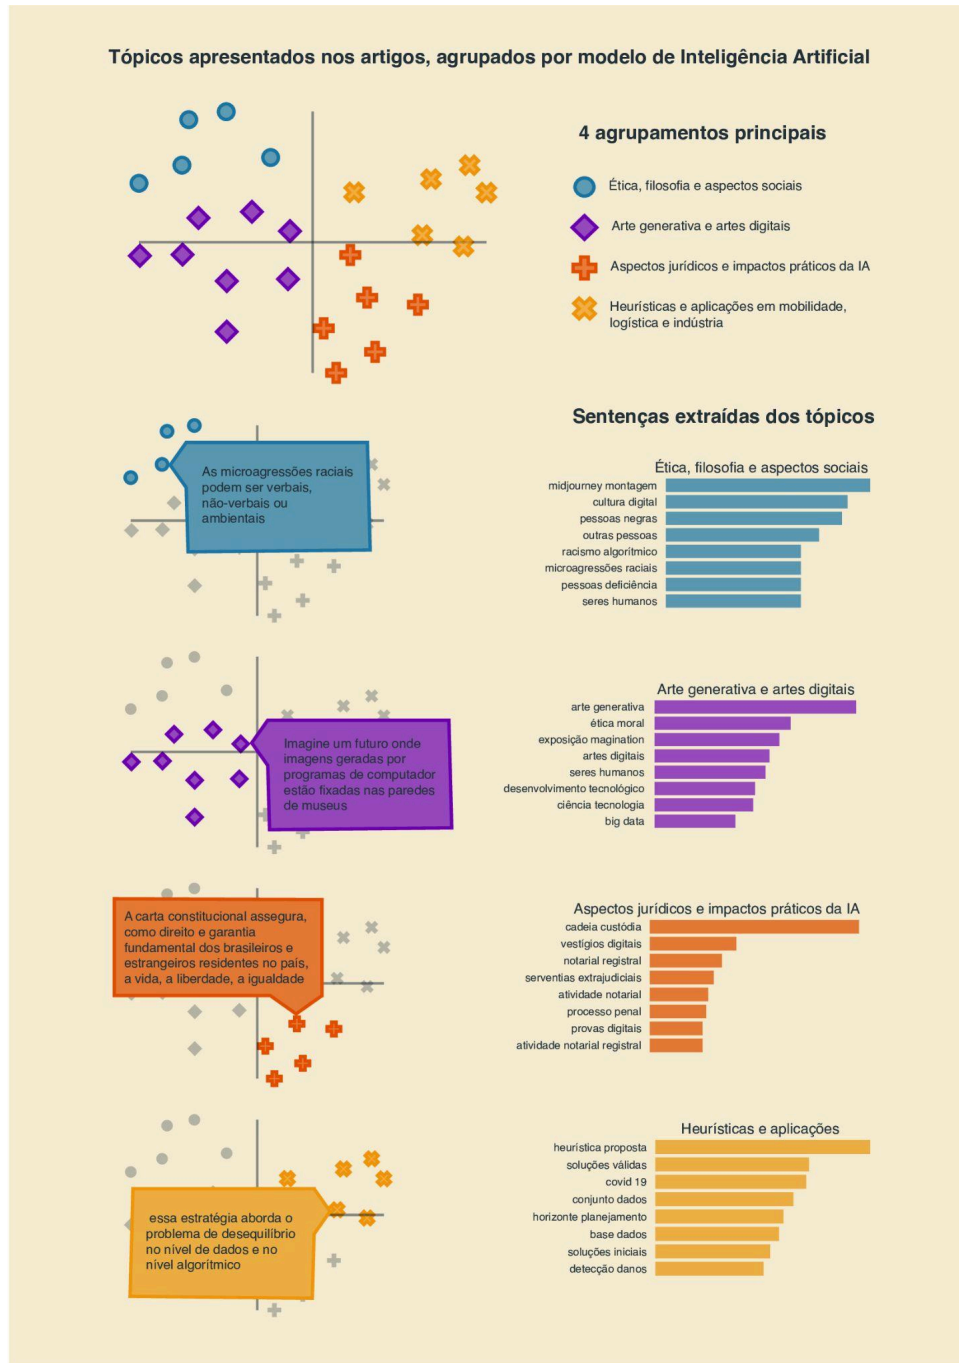 Tópicos apresentados nos artigos, agrupados por modelo de Inteligência Artificial
4 agrupamentos principais
Ética, filosofia e aspectos sociais
Arte generativa e artes digitais
Aspectos jurídicos e impactos práticos da IA
Heurísticas e aplicações em mobilidade,
logística e indústria
Sentenças extraídas dos tópicos
As microagressões raciais
podem ser verbais,
não-verbais ou
ambientais
Ética, filosofia e aspectos sociais
midjourney montagem
cultura digital
pessoas negras
outras pessoas
racismo algorítmico
microagressões raciais
pessoas deficiência
seres humanos
Imagine um futuro onde
imagens geradas por
programas de computador
estão fixadas nas paredes
de museus
Arte generativa e artes digitais
arte generativa
ética moral
exposição magination
artes digitais
seres humanos
desenvolvimento tecnológico
ciência tecnologia
big data
A carta constitucional assegura,
como direito e garantia
fundamental dos brasileiros e
estrangeiros residentes no país,
a vida, a liberdade, a igualdade
Aspectos jurídicos e impactos práticos da IA
cadeia custódia
vestígios digitais
notarial registral
serventias extrajudiciais
atividade notarial
processo penal
provas digitais
atividade notarial registral
essa estratégia aborda o
problema de desequilíbrio
no nível de dados e no
nível algorítmico
Heurísticas e aplicações
heurística proposta
soluções válidas
covid 19
conjunto dados
horizonte planejamento
base dados
soluções iniciais
detecção danos